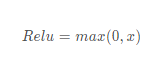 Relu = max(0, x)